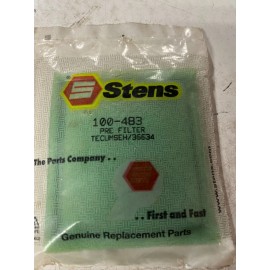 Stens
100-483
PRE FILTER
TECUMSEH/36634
The Parts Company . .
. . First and Fast
Genuine Replacement Parts